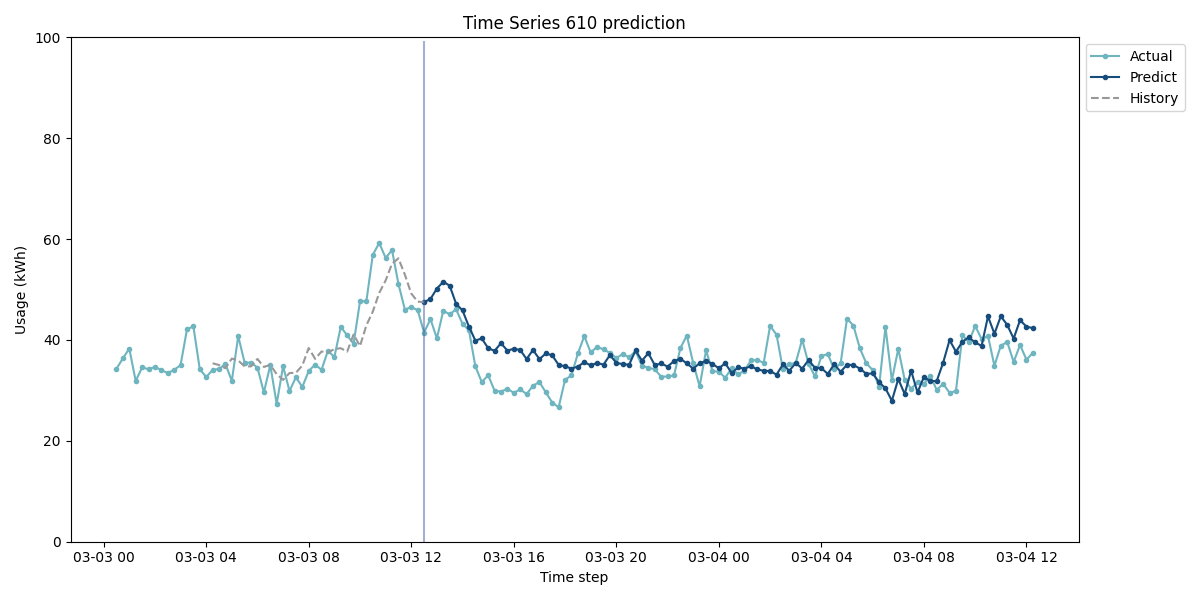 Time Series 610 prediction
Usage (kWh)
100
80
60
40
20
0
03-03 00 03-03 04 03-03 08 03-03 12 03-03 16 03-03 20 03-04 00 03-04 04 03-04 08 03-04 12
Time step
Actual
Predict
History